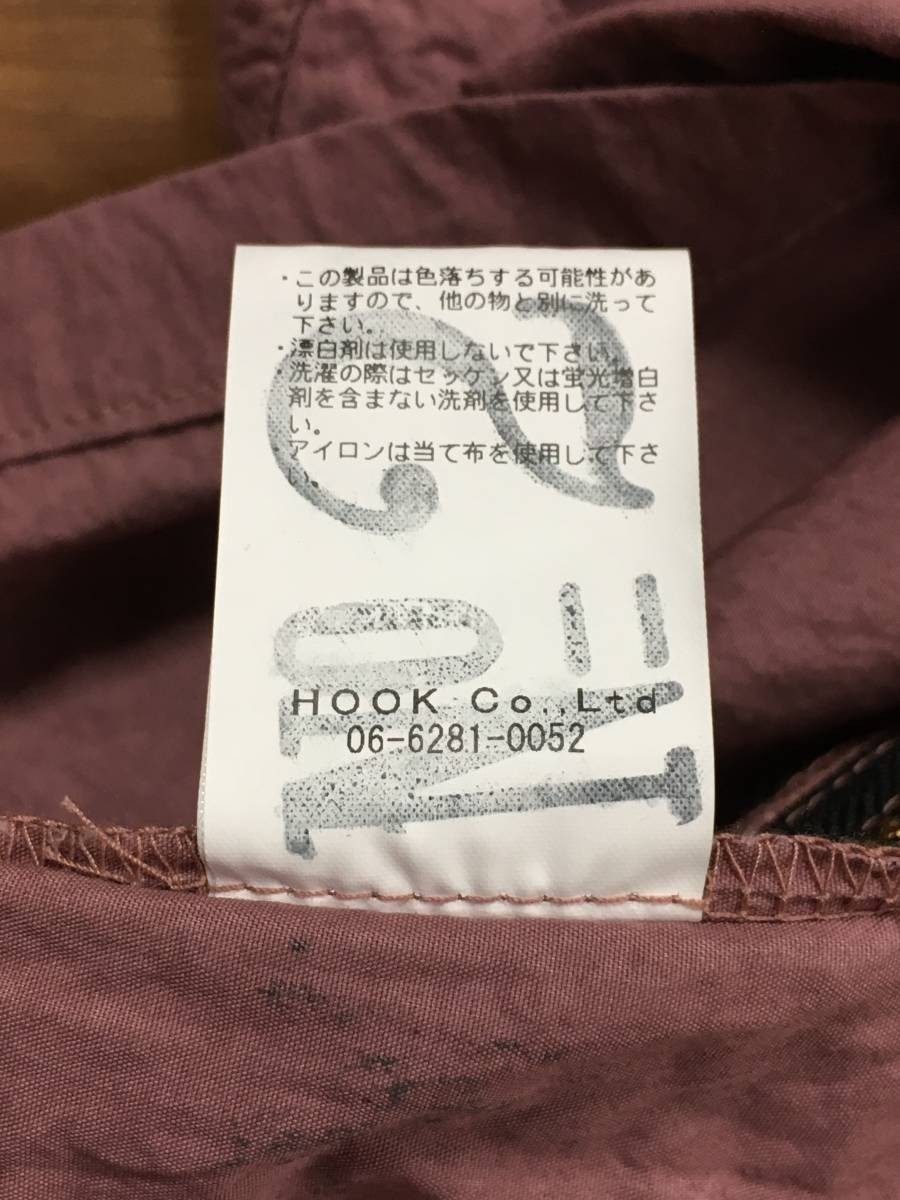 ・この製品は色落ちする可能性があ
りますので、他の物と別に洗って
下さい。
・漂白剤は使用しないで下さい。
洗濯の際はセッケン又は蛍光増白
剤を含まない洗剤を使用して下さ
い。
アイロンは当て布を使用して下さ
い。
HOOK Co.,Ltd
06-6281-0052
NO
2